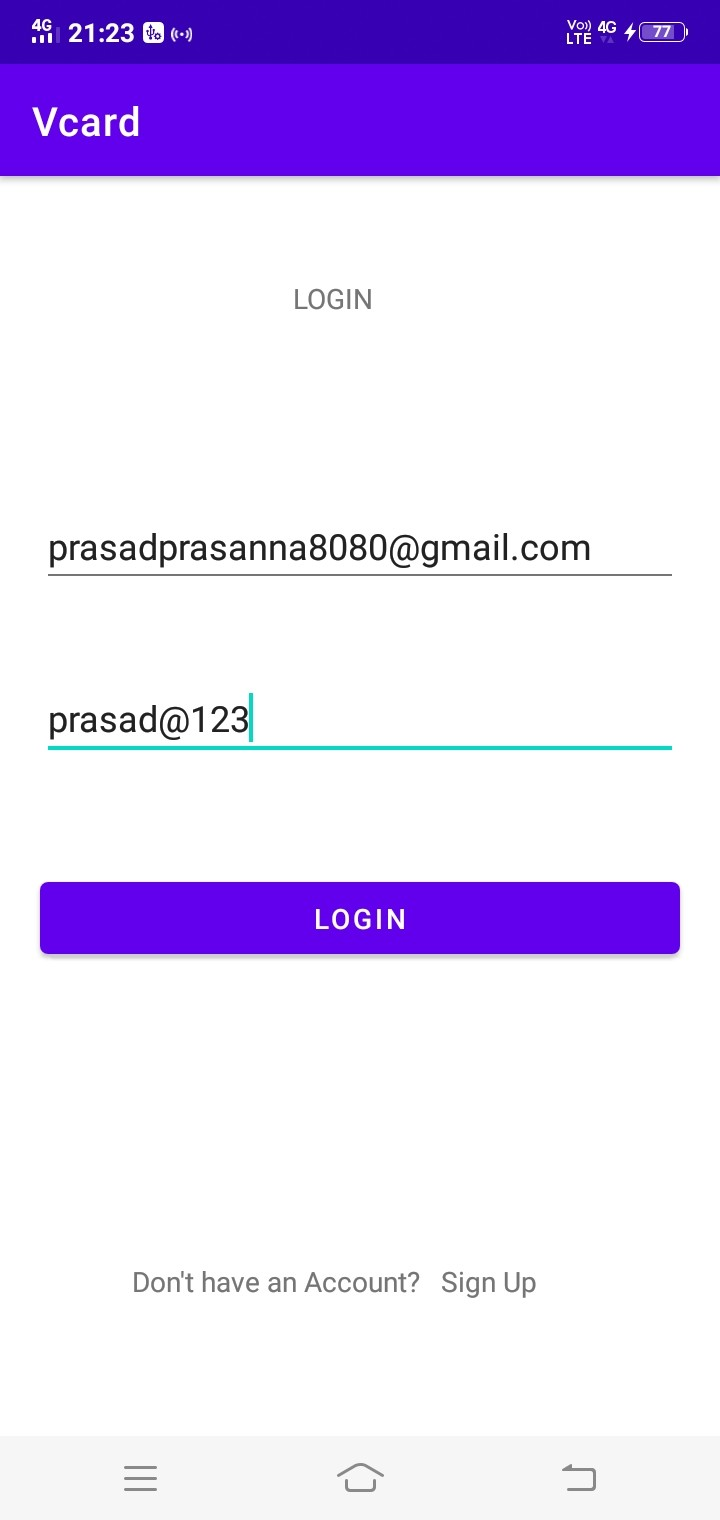 4G 21:23 Vo)) LTE 4G 77
Vcard
LOGIN
prasadprasanna8080@gmail.com
prasad@123
LOGIN
Don't have an Account? Sign Up